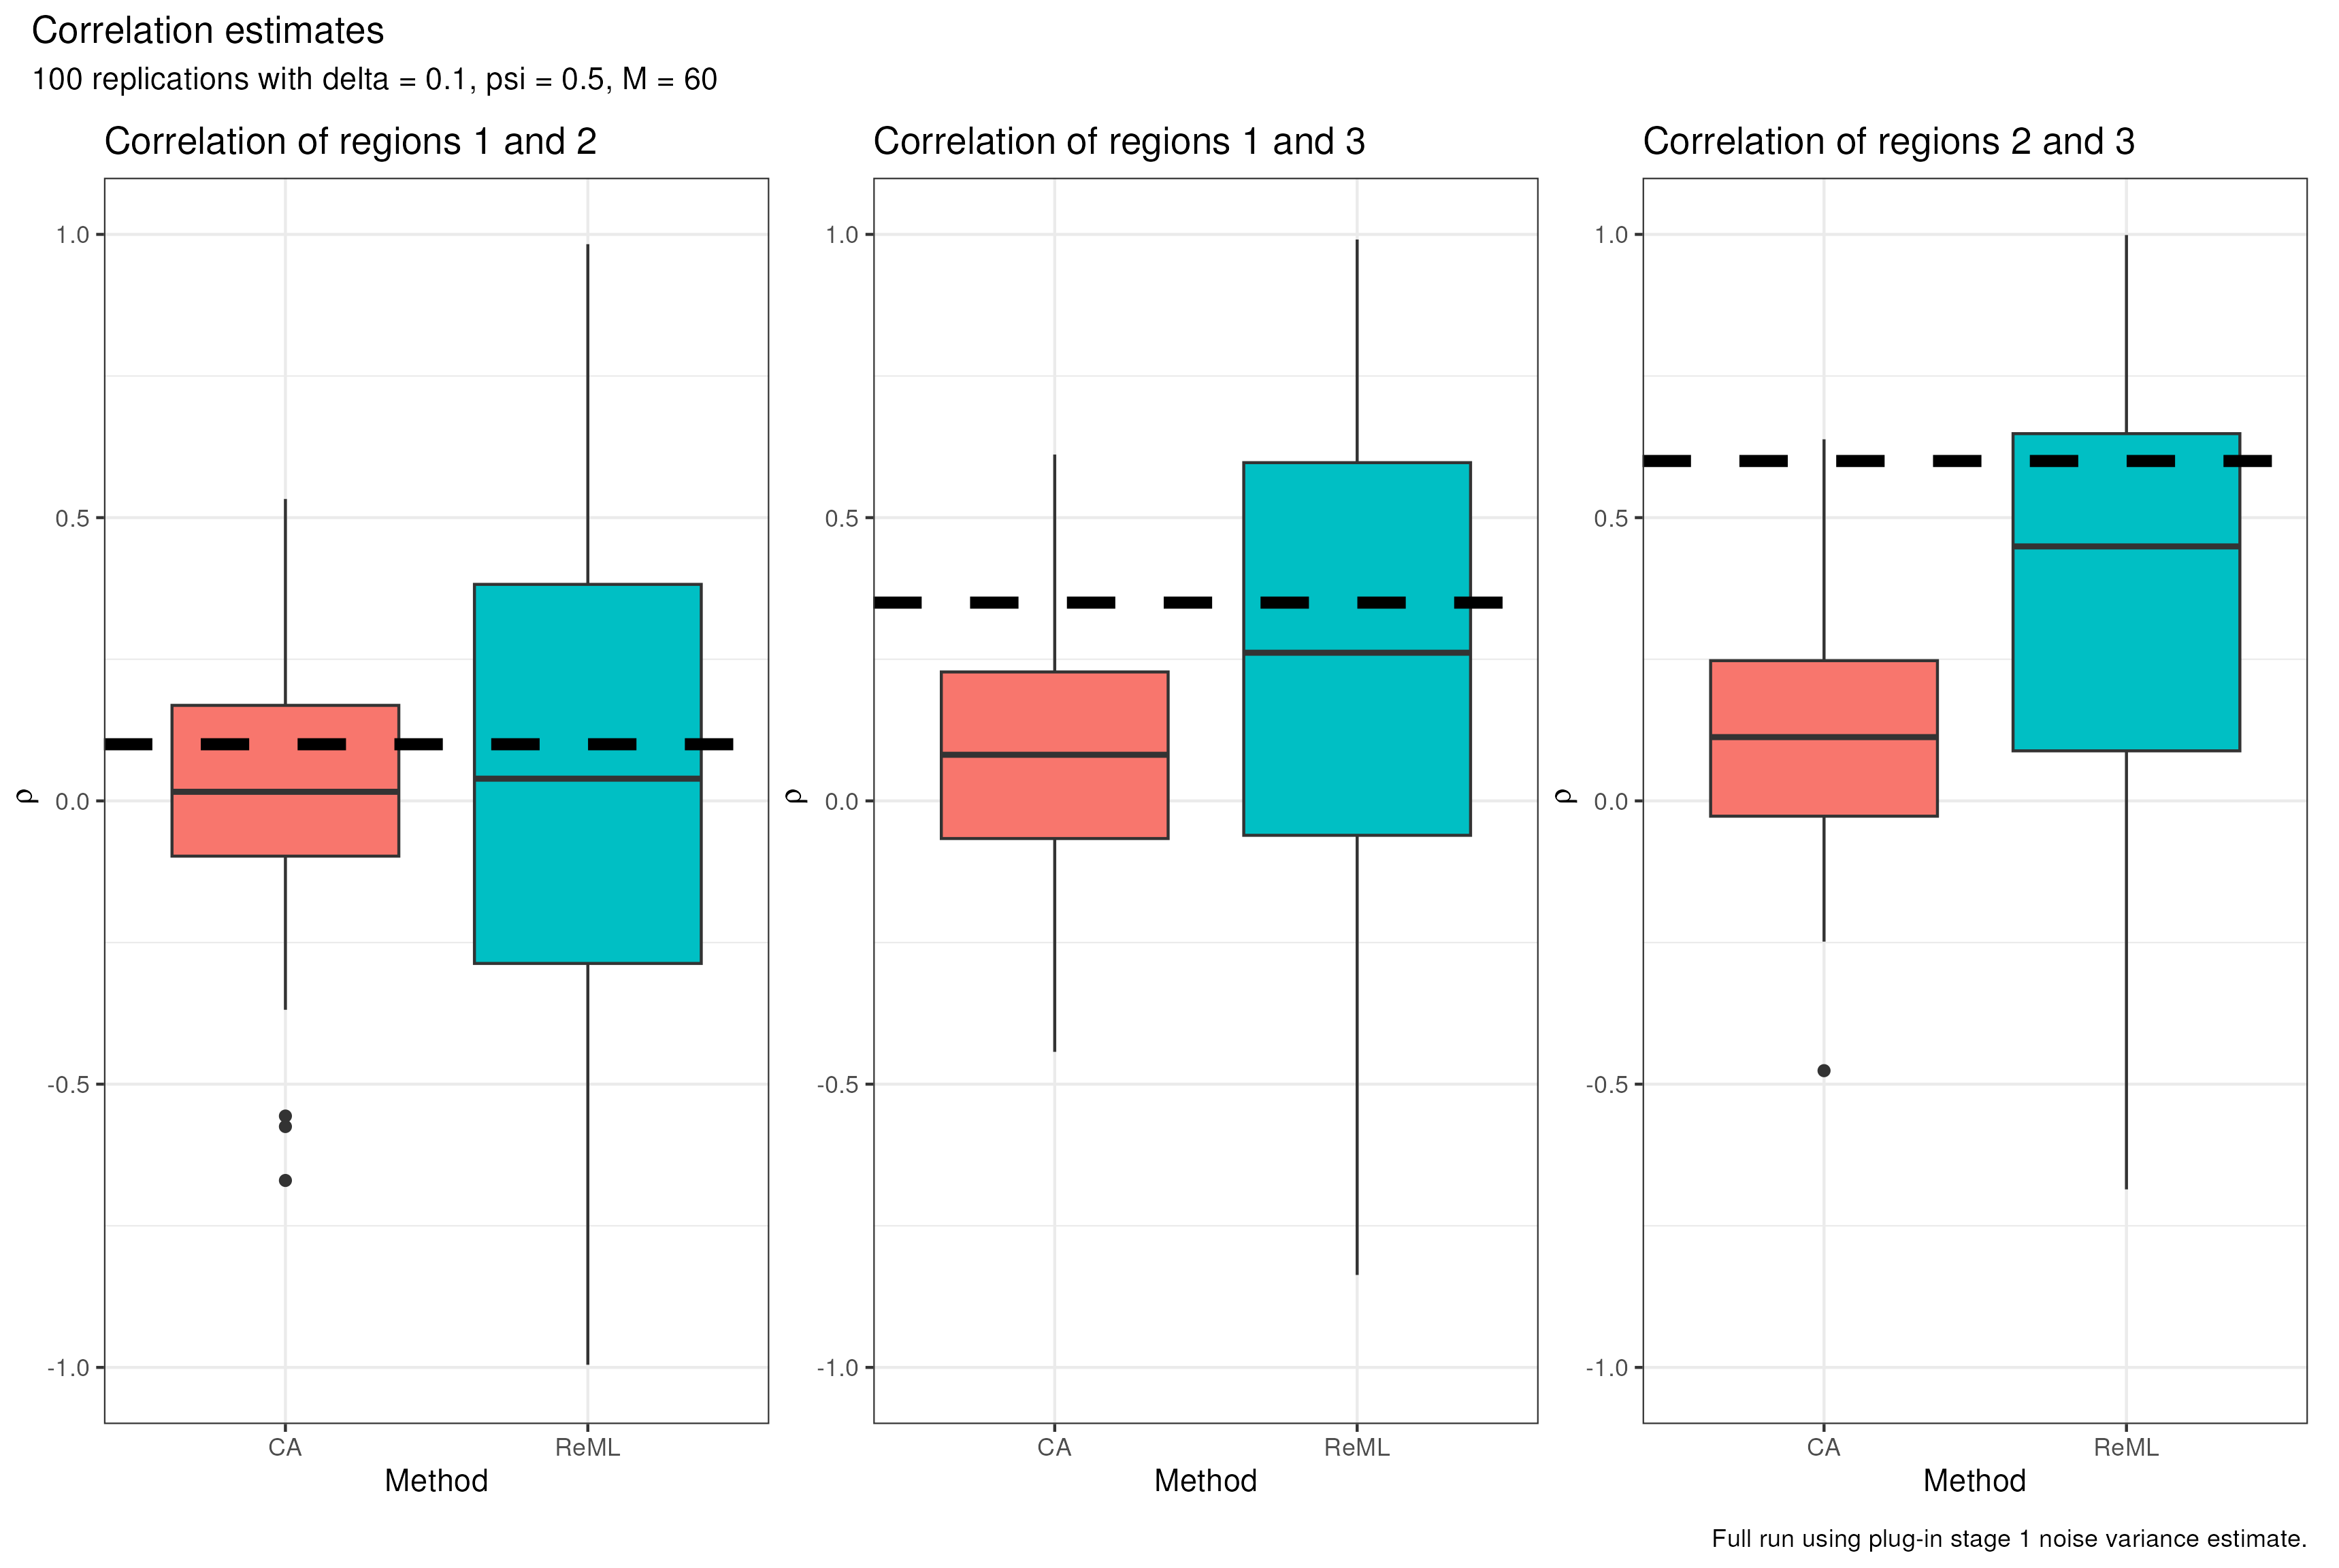 Correlation estimates
100 replications with delta = 0.1, psi = 0.5, M = 60
Correlation of regions 1 and 2
1.0
0.5
0.0
-0.5
-1.0
ρ
CA ReML
Method
Correlation of regions 1 and 3
1.0
0.5
0.0
-0.5
-1.0
ρ
CA ReML
Method
Correlation of regions 2 and 3
1.0
0.5
0.0
-0.5
-1.0
ρ
CA ReML
Method
Full run using plug-in stage 1 noise variance estimate.